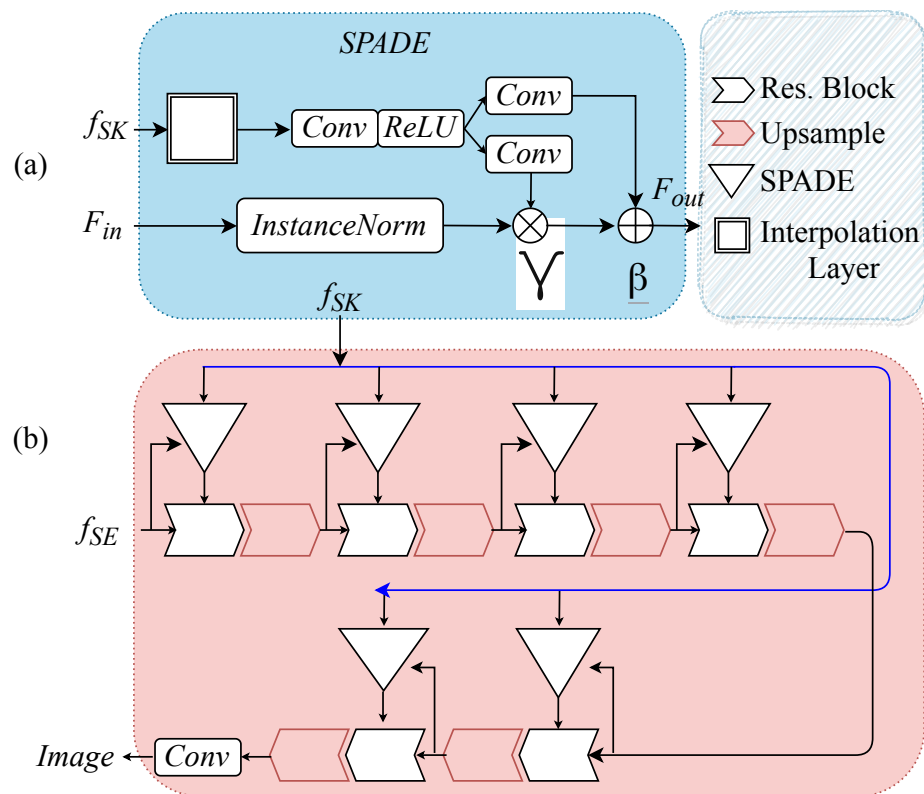 SPADE
f_SK
Conv
ReLU
Conv
Conv
(a)
F_in
InstanceNorm
F_out
γ
β
Res. Block
Upsample
SPADE
Interpolation
Layer
f_SK
(b)
f_SE
Image
Conv